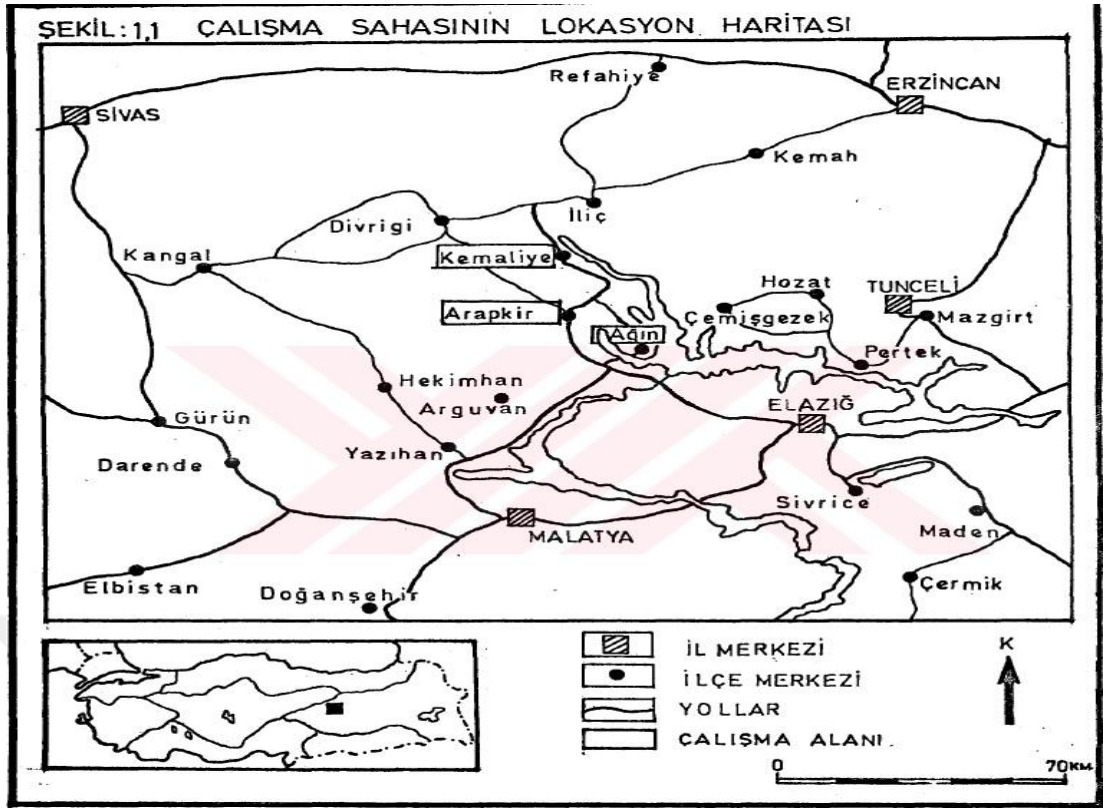 ŞEKİL:1,1 ÇALIŞMA SAHASININ LOKASYON HARİTASI
Refahiye
ERZİNCAN
SİVAS
Kemah
İliç
Divrigi
Kangal
Kemaliye
Hozat
TUNCELİ
Arapkir
Çemişgezek
Mazgirt
Ağın
Pertek
Hekimhan
Arguvan
ELAZIĞ
Gürün
Yazıhan
Darende
Sivrice
MALATYA
Maden
Elbistan
Doğanşehir
Çermik
İL MERKEZİ
K
İLÇE MERKEZİ
YOLLAR
ÇALIŞMA ALANI
0 70KM.